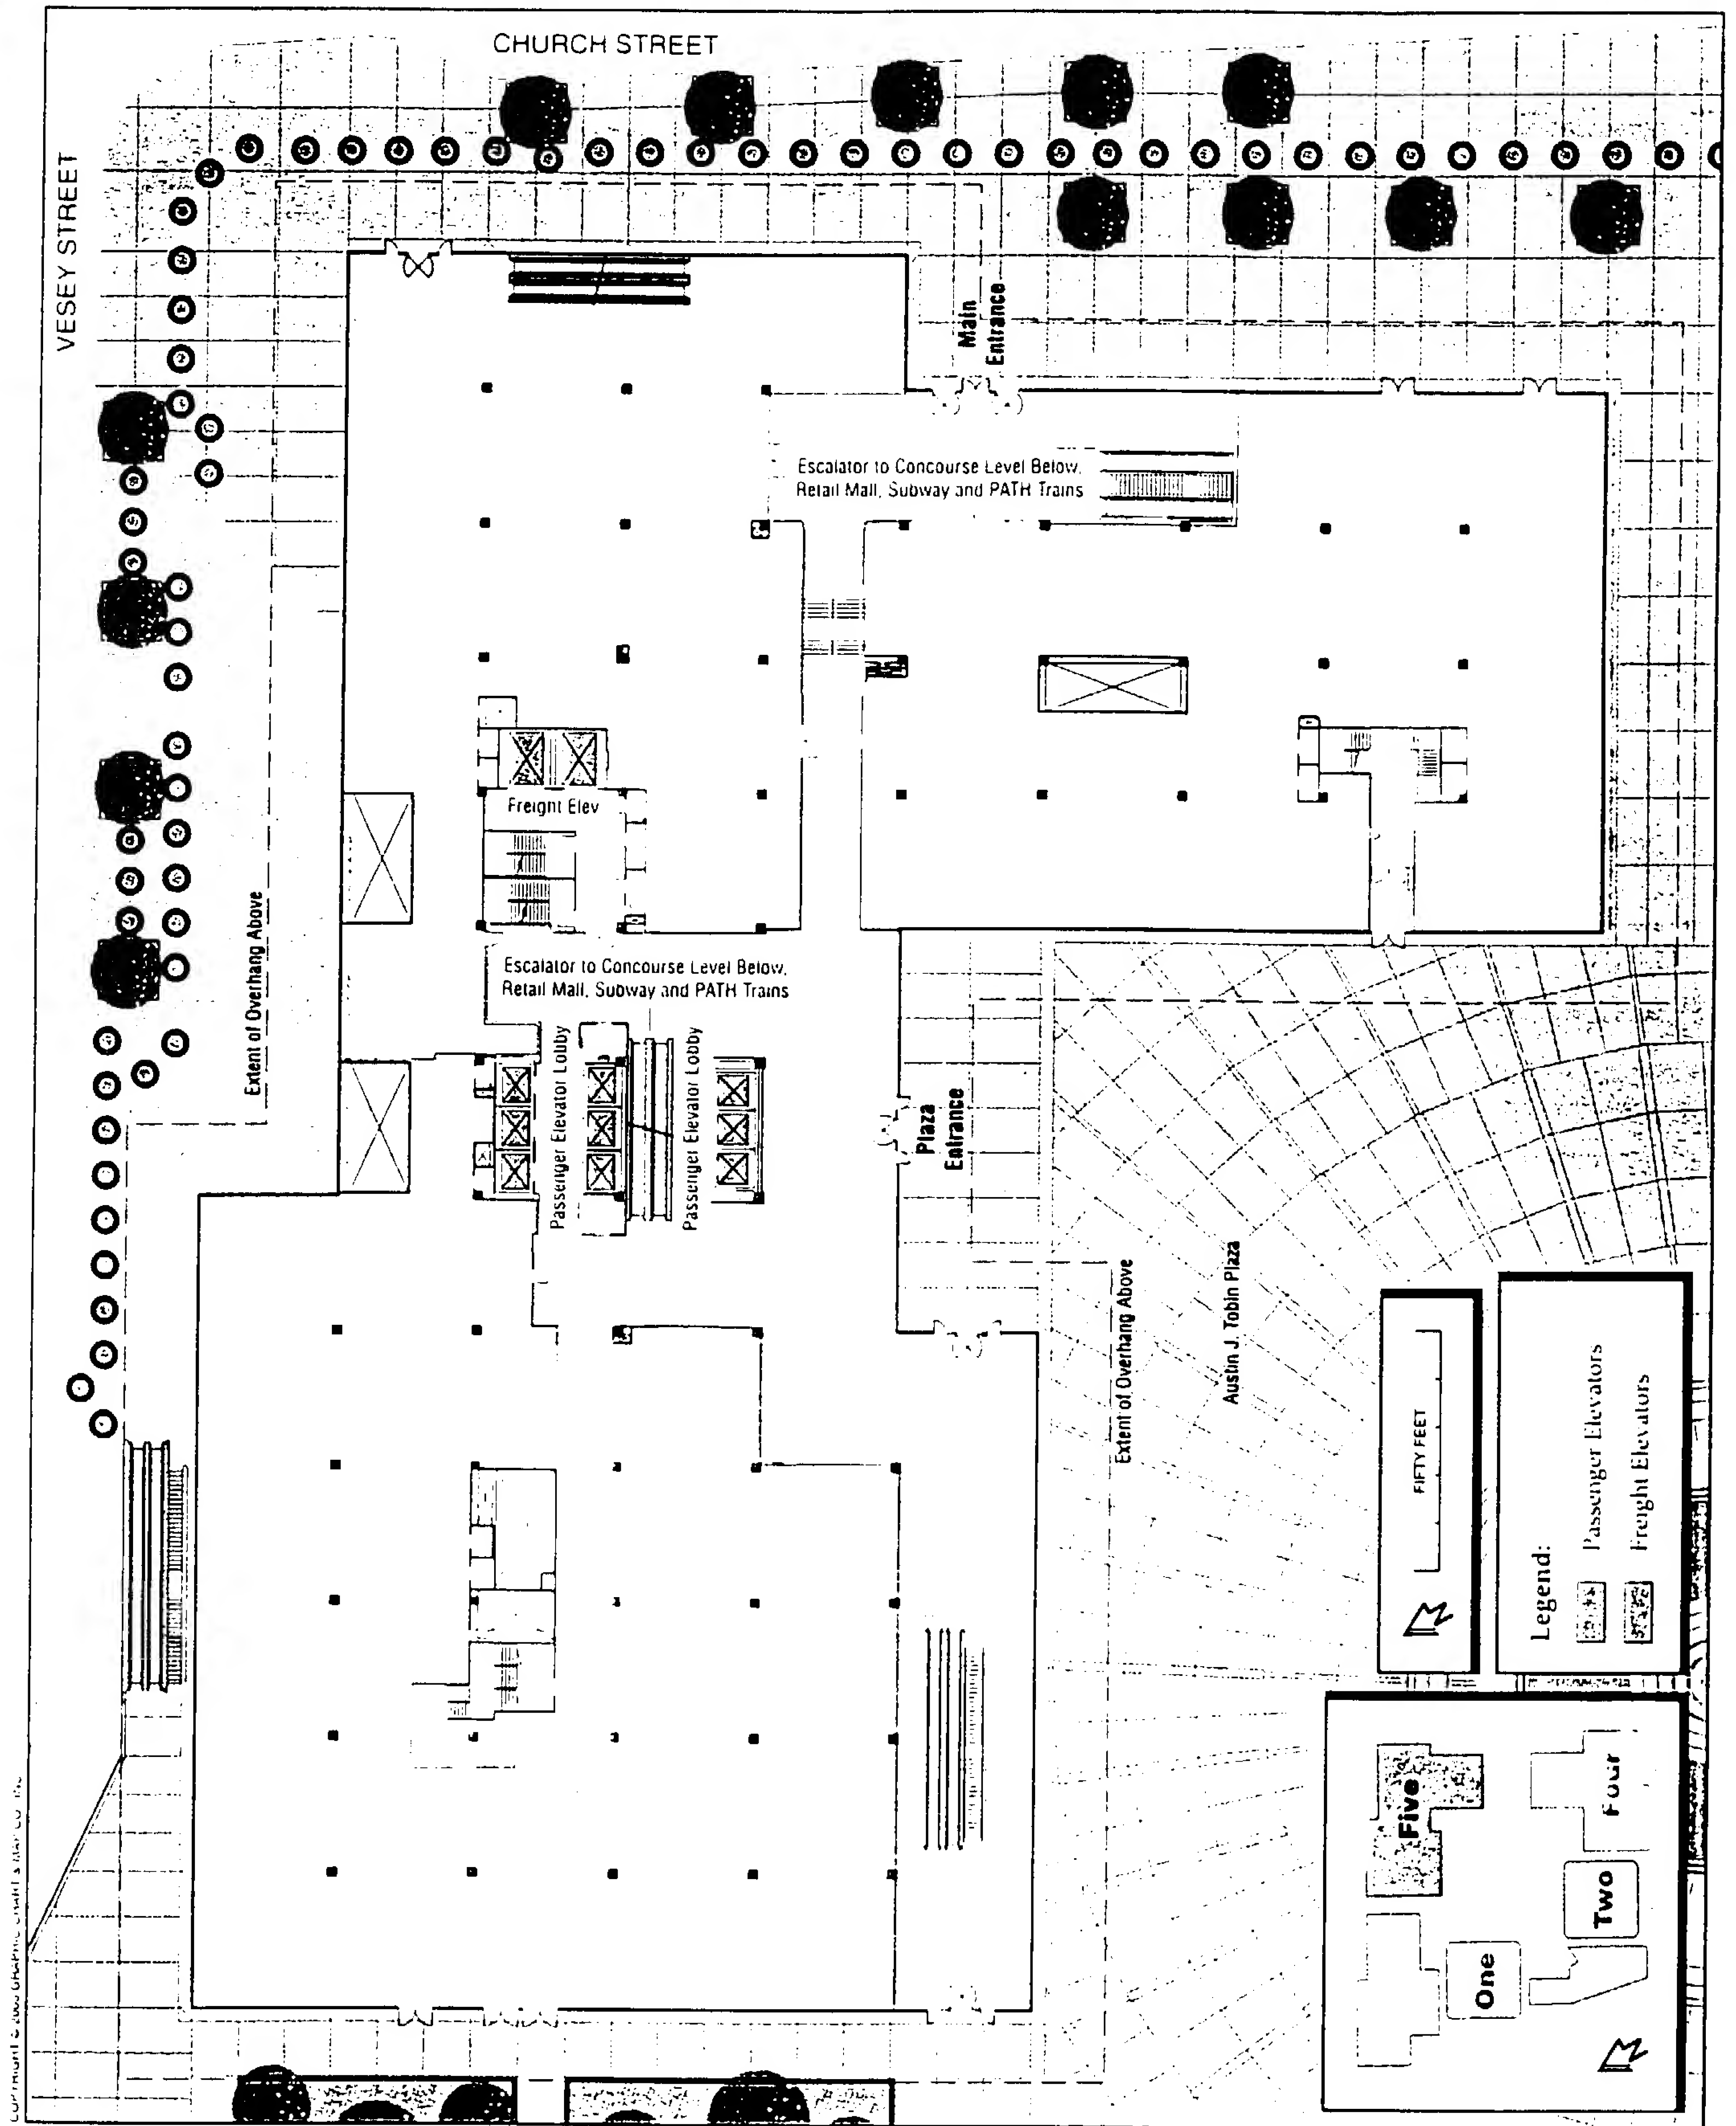 CHURCH STREET
VESEY STREET
Main
Entrance
Escalator to Concourse Level Below,
Retail Mall, Subway and PATH Trains
Freight Elev
Extent of Overhang Above
Escalator to Concourse Level Below,
Retail Mall, Subway and PATH Trains
Passenger Elevator Lobby
Passenger Elevator Lobby
Plaza
Entrance
Extent of Overhang Above
Austin J. Tobin Plaza
FIFTY FEET
Legend:
Passenger Elevators
Freight Elevators
Five
Four
Two
One